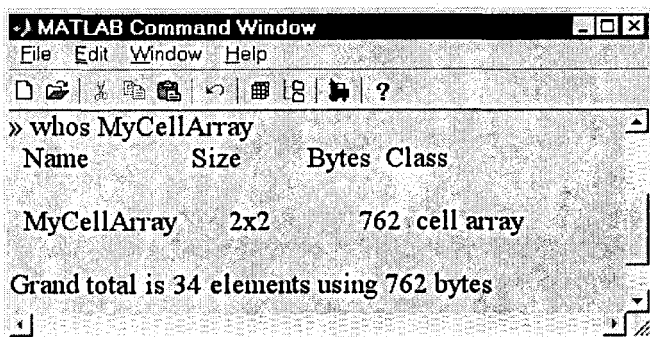 MATLAB Command Window
File Edit Window Help
?
» whos MyCellArray
Name Size Bytes Class
MyCellArray 2x2 762 cell array
Grand total is 34 elements using 762 bytes